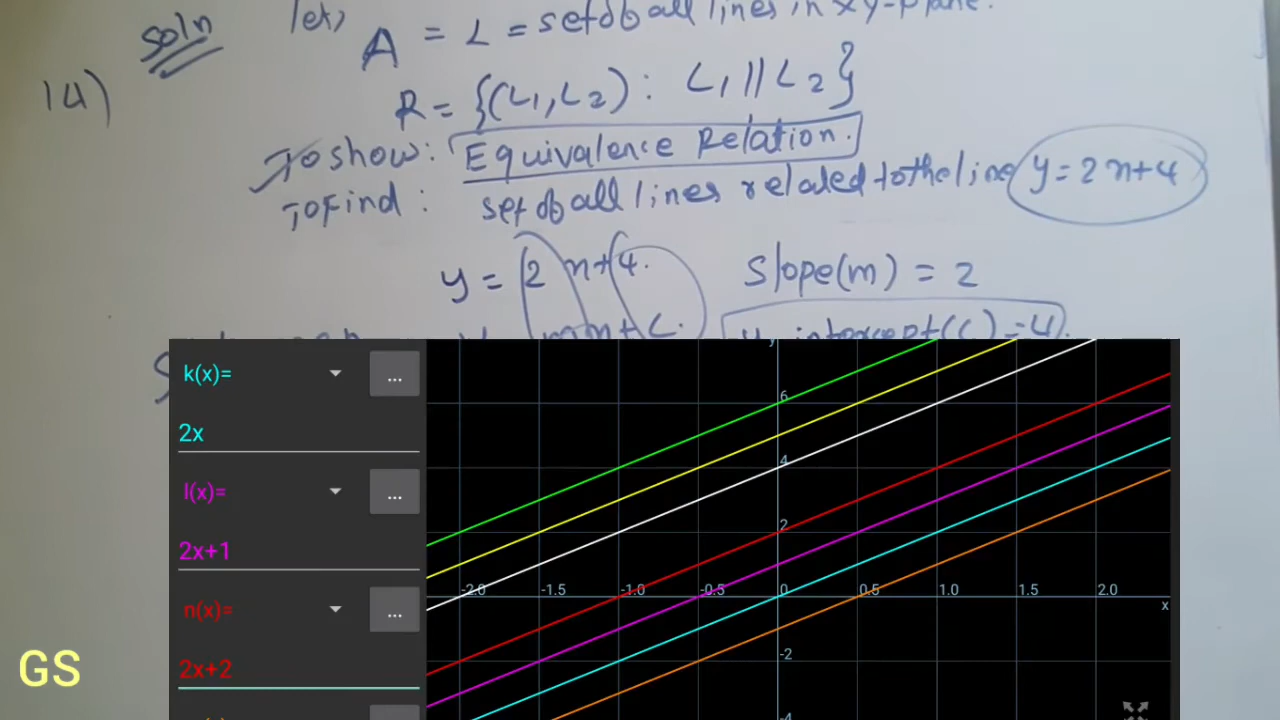 Soln let, A = L = set of all lines in XY-plane.
14) R = {(L1, L2) : L1 || L2}
To show : Equivalence Relation.
To Find : set of all lines related to the line y = 2x+4
y = 2x+4. Slope(m) = 2
y-intercept(c) = 4.
k(x)=
...
2x
l(x)=
...
2x+1
n(x)=
...
2x+2
y
6
4
2
-2.0 -1.5 -1.0 -0.5 0 0.5 1.0 1.5 2.0
x
-2
-4
GS